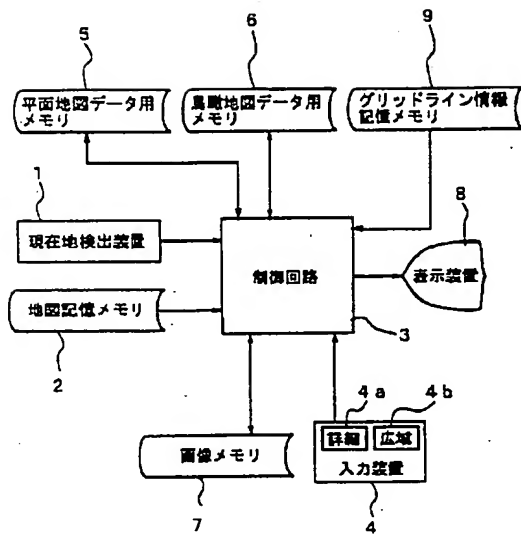 5
6
9
平面地図データ用
メモリ
鳥瞰地図データ用
メモリ
グリッドライン情報
記憶メモリ
1
8
現在地検出装置
制御回路
表示装置
地図記憶メモリ
3
2
4a
4b
詳細
広域
画像メモリ
入力装置
7
4